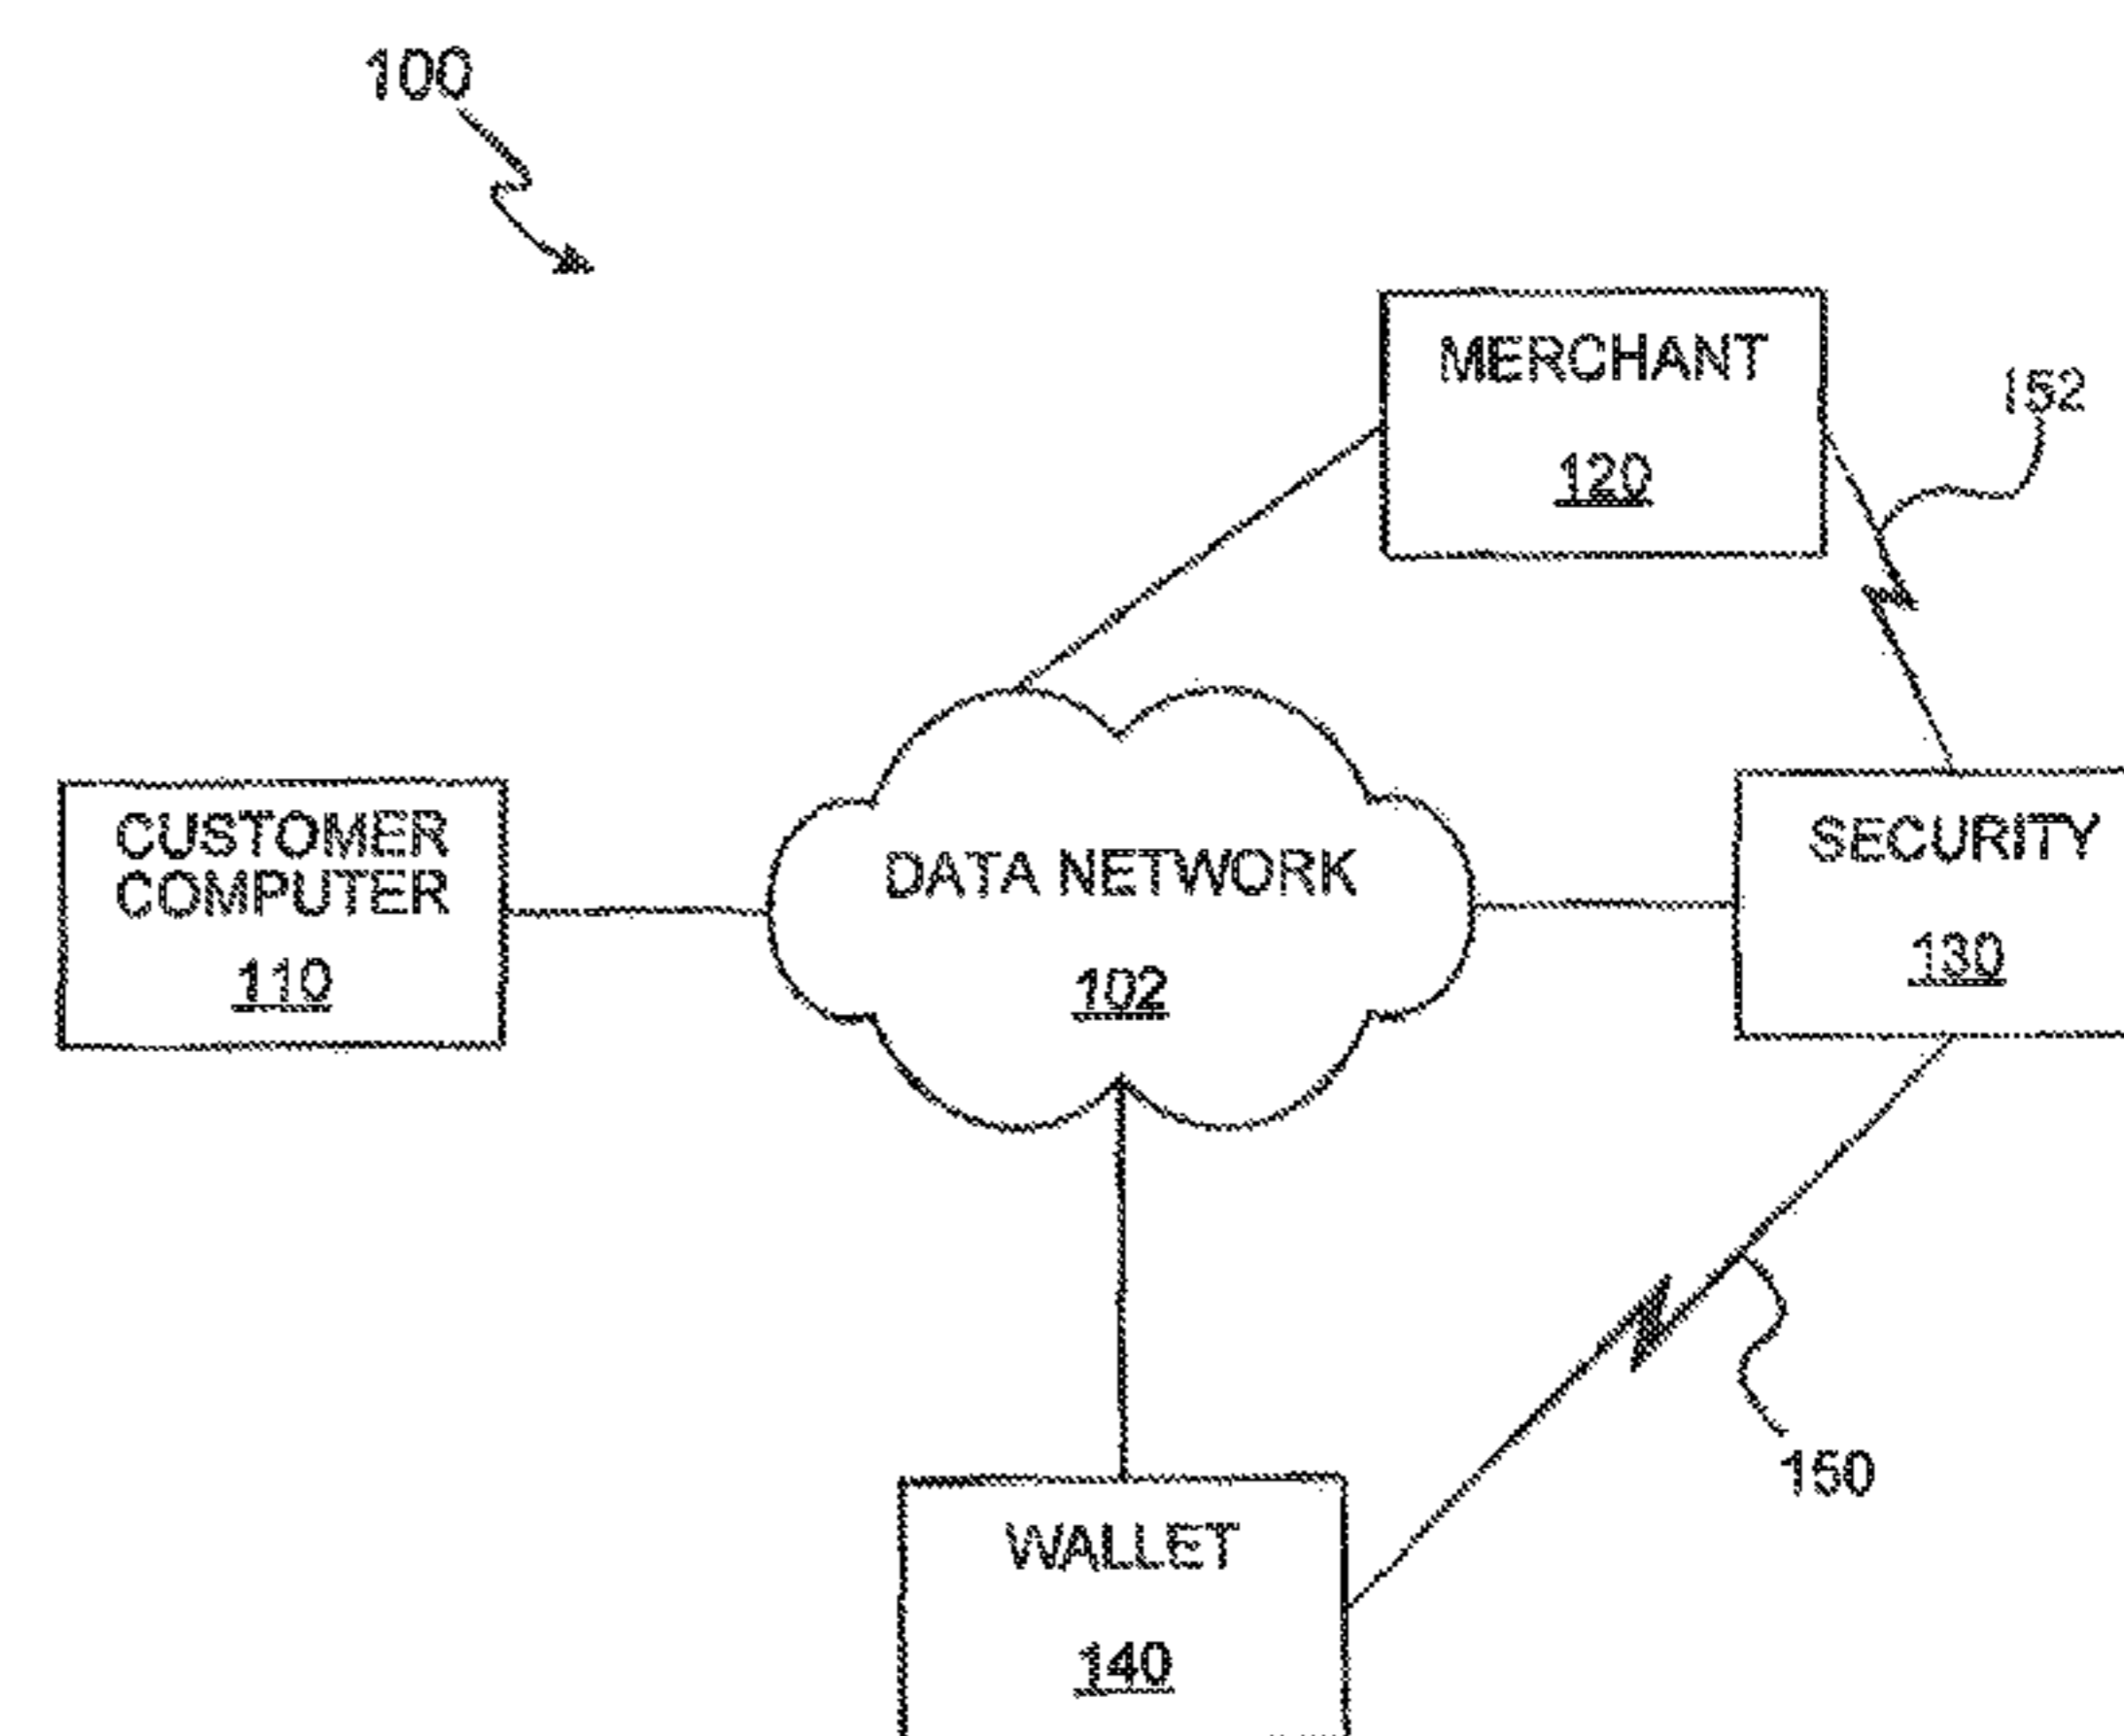 100
MERCHANT
120
152
CUSTOMER
COMPUTER
110
DATA NETWORK
102
SECURITY
130
150
WALLET
140